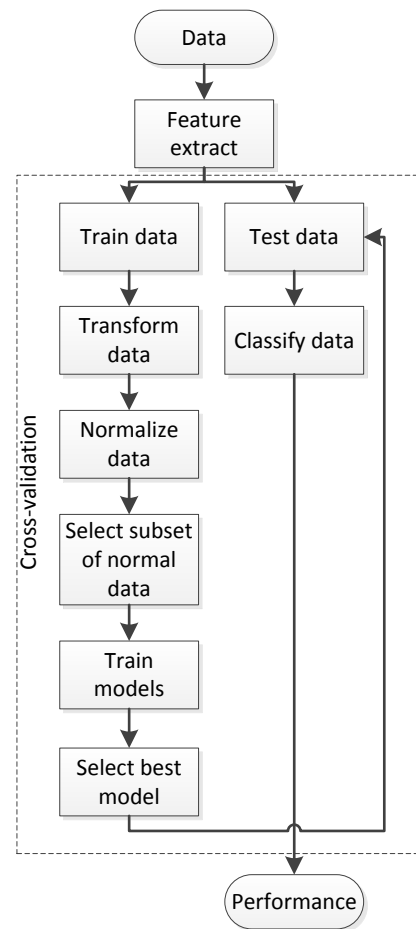 Data
Feature
extract
Train data
Test data
Transform
data
Classify data
Normalize
data
Cross-validation
Select subset
of normal
data
Train
models
Select best
model
Performance